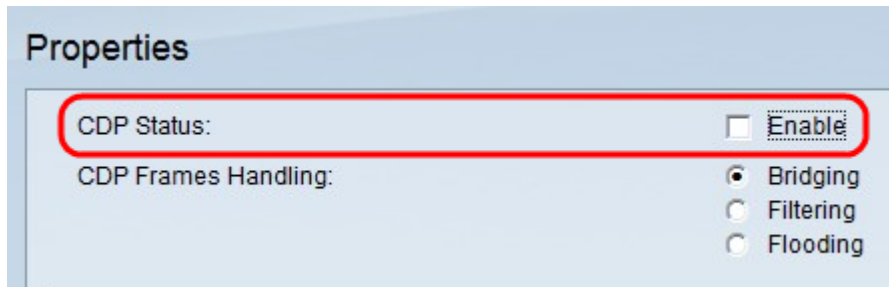 Properties
CDP Status: Enable
CDP Frames Handling: Bridging
Filtering
Flooding